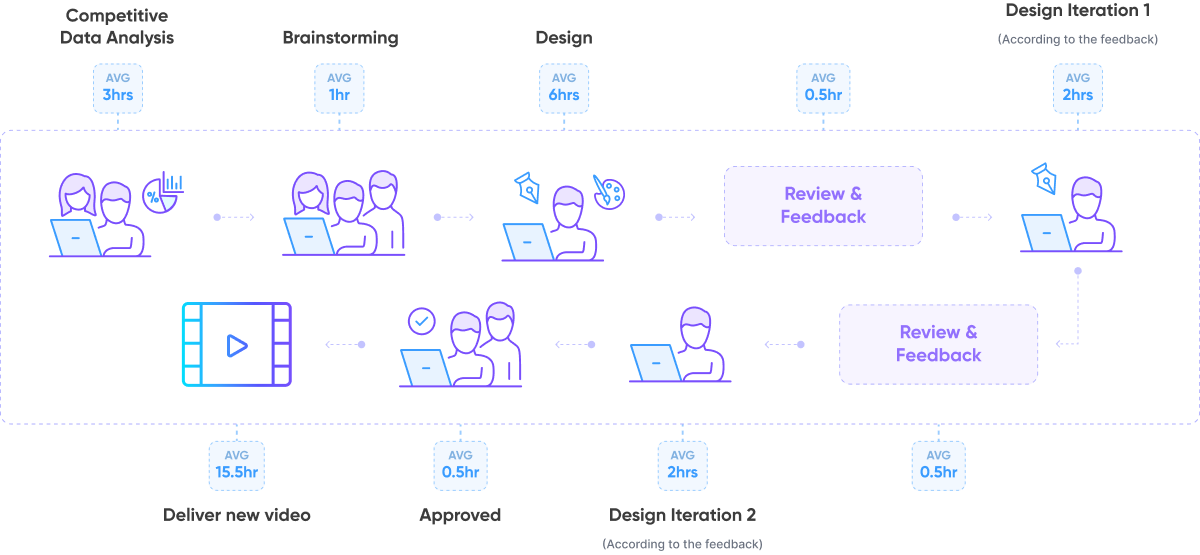 Competitive
Data Analysis
Brainstorming
Design
Design Iteration 1
(According to the feedback)
AVG
3hrs
AVG
1hr
AVG
6hrs
AVG
0.5hr
AVG
2hrs
%
Review &
Feedback
Review &
Feedback
AVG
15.5hr
AVG
0.5hr
AVG
2hrs
AVG
0.5hr
Deliver new video
Approved
Design Iteration 2
(According to the feedback)